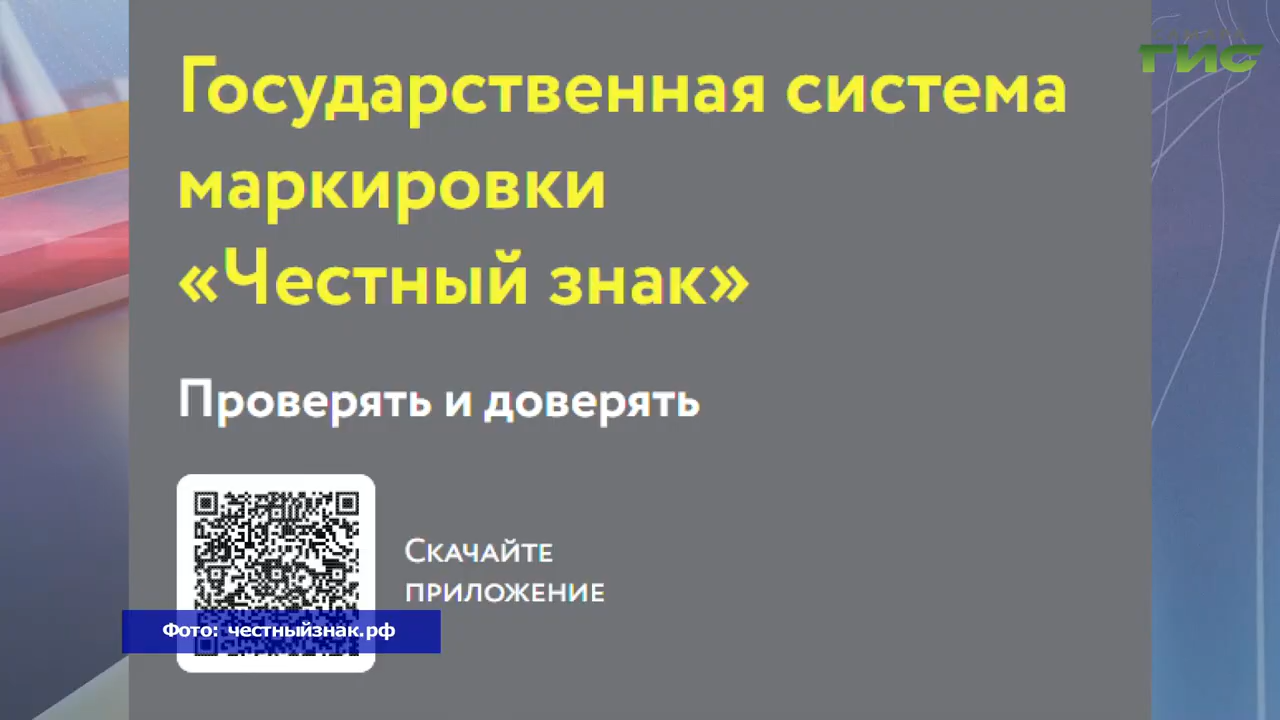 Государственная система
маркировки
«Честный знак»
Проверять и доверять
Скачайте
приложение
Фото: честныйзнак.рф
ГИС